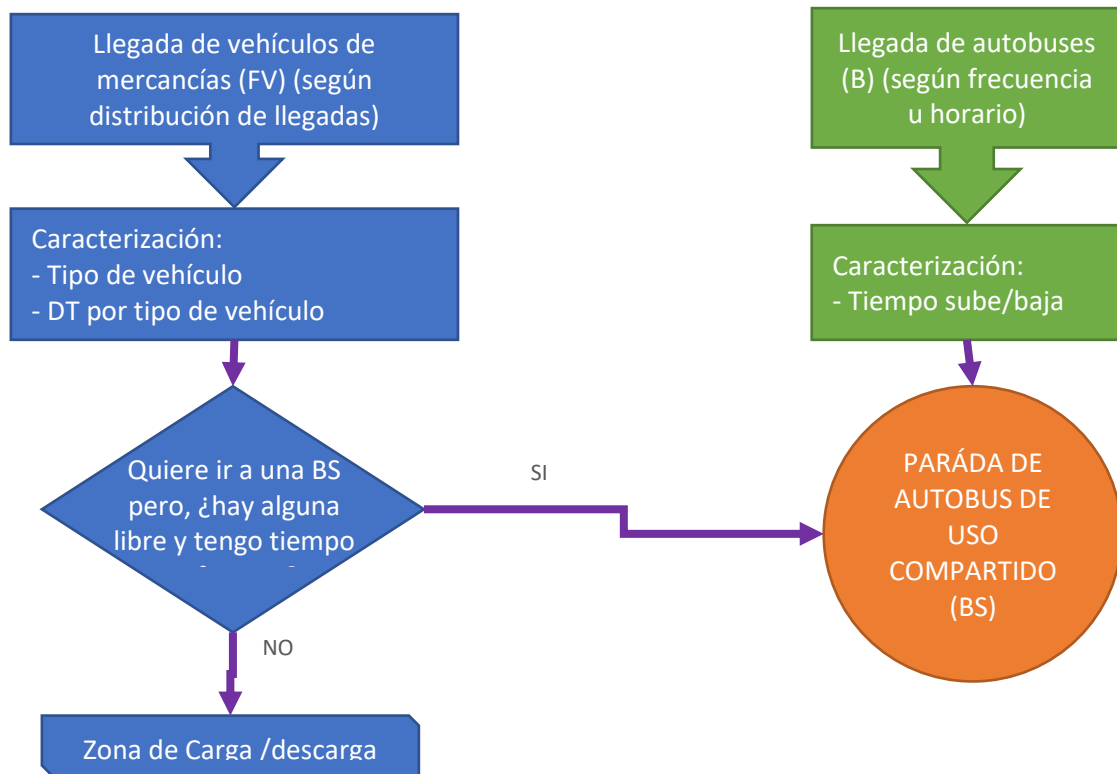 Llegada de vehículos de
mercancías (FV) (según
distribución de llegadas)
Llegada de autobuses
(B) (según frecuencia
u horario)
Caracterización:
- Tipo de vehículo
- DT por tipo de vehículo
Caracterización:
- Tiempo sube/baja
Quiere ir a una BS
pero, ¿hay alguna
libre y tengo tiempo
SI
PARÁDA DE
AUTOBUS DE
USO
COMPARTIDO
(BS)
NO
Zona de Carga /descarga